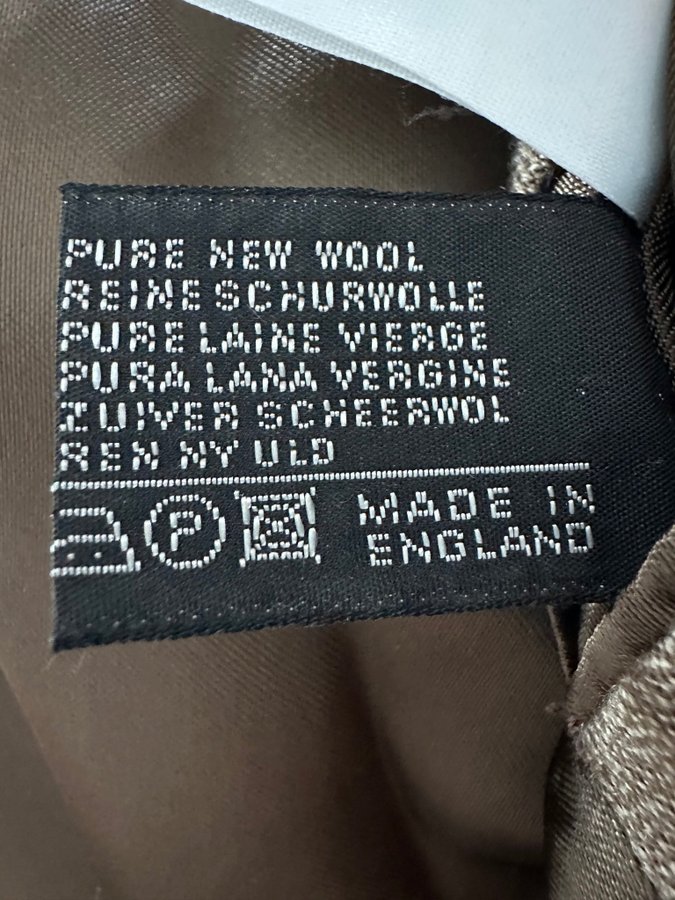 PURE NEW WOOL
REINE SCHURWOLLE
PURE LAINE VIERGE
PURA LANA VERGINE
ZUIVER SCHEERWOL
REN NY ULD
P
MADE IN
ENGLAND